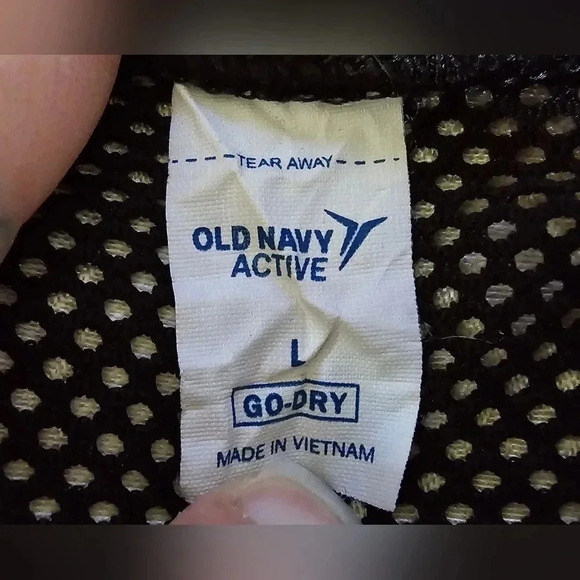 TEAR AWAY
OLD NAVY
ACTIVE
L
GO-DRY
MADE IN VIETNAM